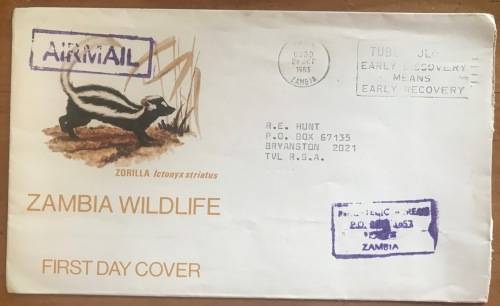 AIRMAIL
1983
ZAMBIA
EARLY DISCOVERY
MEANS
EARLY RECOVERY
R.E. HUNT
P.O. BOX 67135
BRYANSTON 2021
TVL R.S.A.
ZORILLA Ictonyx striatus
ZAMBIA WILDLIFE
P.O. 
ZAMBIA
FIRST DAY COVER